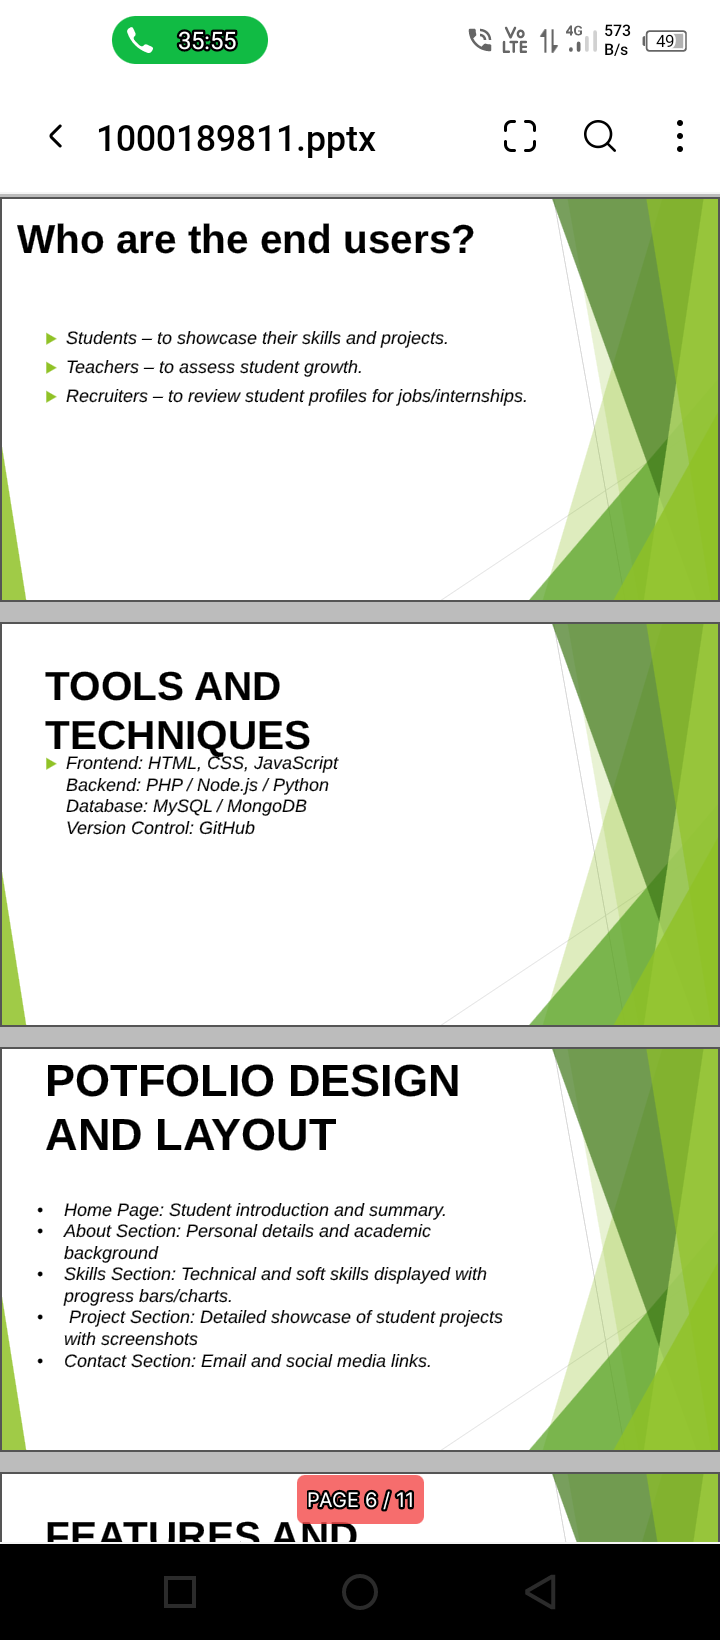 35:55
Vo LTE 4G 573 B/s 49
1000189811.pptx
Who are the end users?
Students – to showcase their skills and projects.
Teachers – to assess student growth.
Recruiters – to review student profiles for jobs/internships.
TOOLS AND
TECHNIQUES
Frontend: HTML, CSS, JavaScript
Backend: PHP / Node.js / Python
Database: MySQL / MongoDB
Version Control: GitHub
POTFOLIO DESIGN
AND LAYOUT
• Home Page: Student introduction and summary.
• About Section: Personal details and academic
background
• Skills Section: Technical and soft skills displayed with
progress bars/charts.
• Project Section: Detailed showcase of student projects
with screenshots
• Contact Section: Email and social media links.
PAGE 6 / 11
FEATURES AND